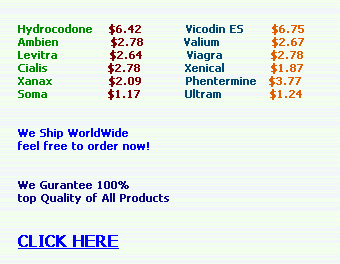 Hydrocodone $6.42 Vicodin ES $6.75
Ambien $2.78 Valium $2.67
Levitra $2.64 Viagra $2.78
Cialis $2.78 Xenical $1.87
Xanax $2.09 Phentermine $3.77
Soma $1.17 Ultram $1.24
We Ship WorldWide
feel free to order now!
We Gurantee 100%
top Quality of All Products
CLICK HERE